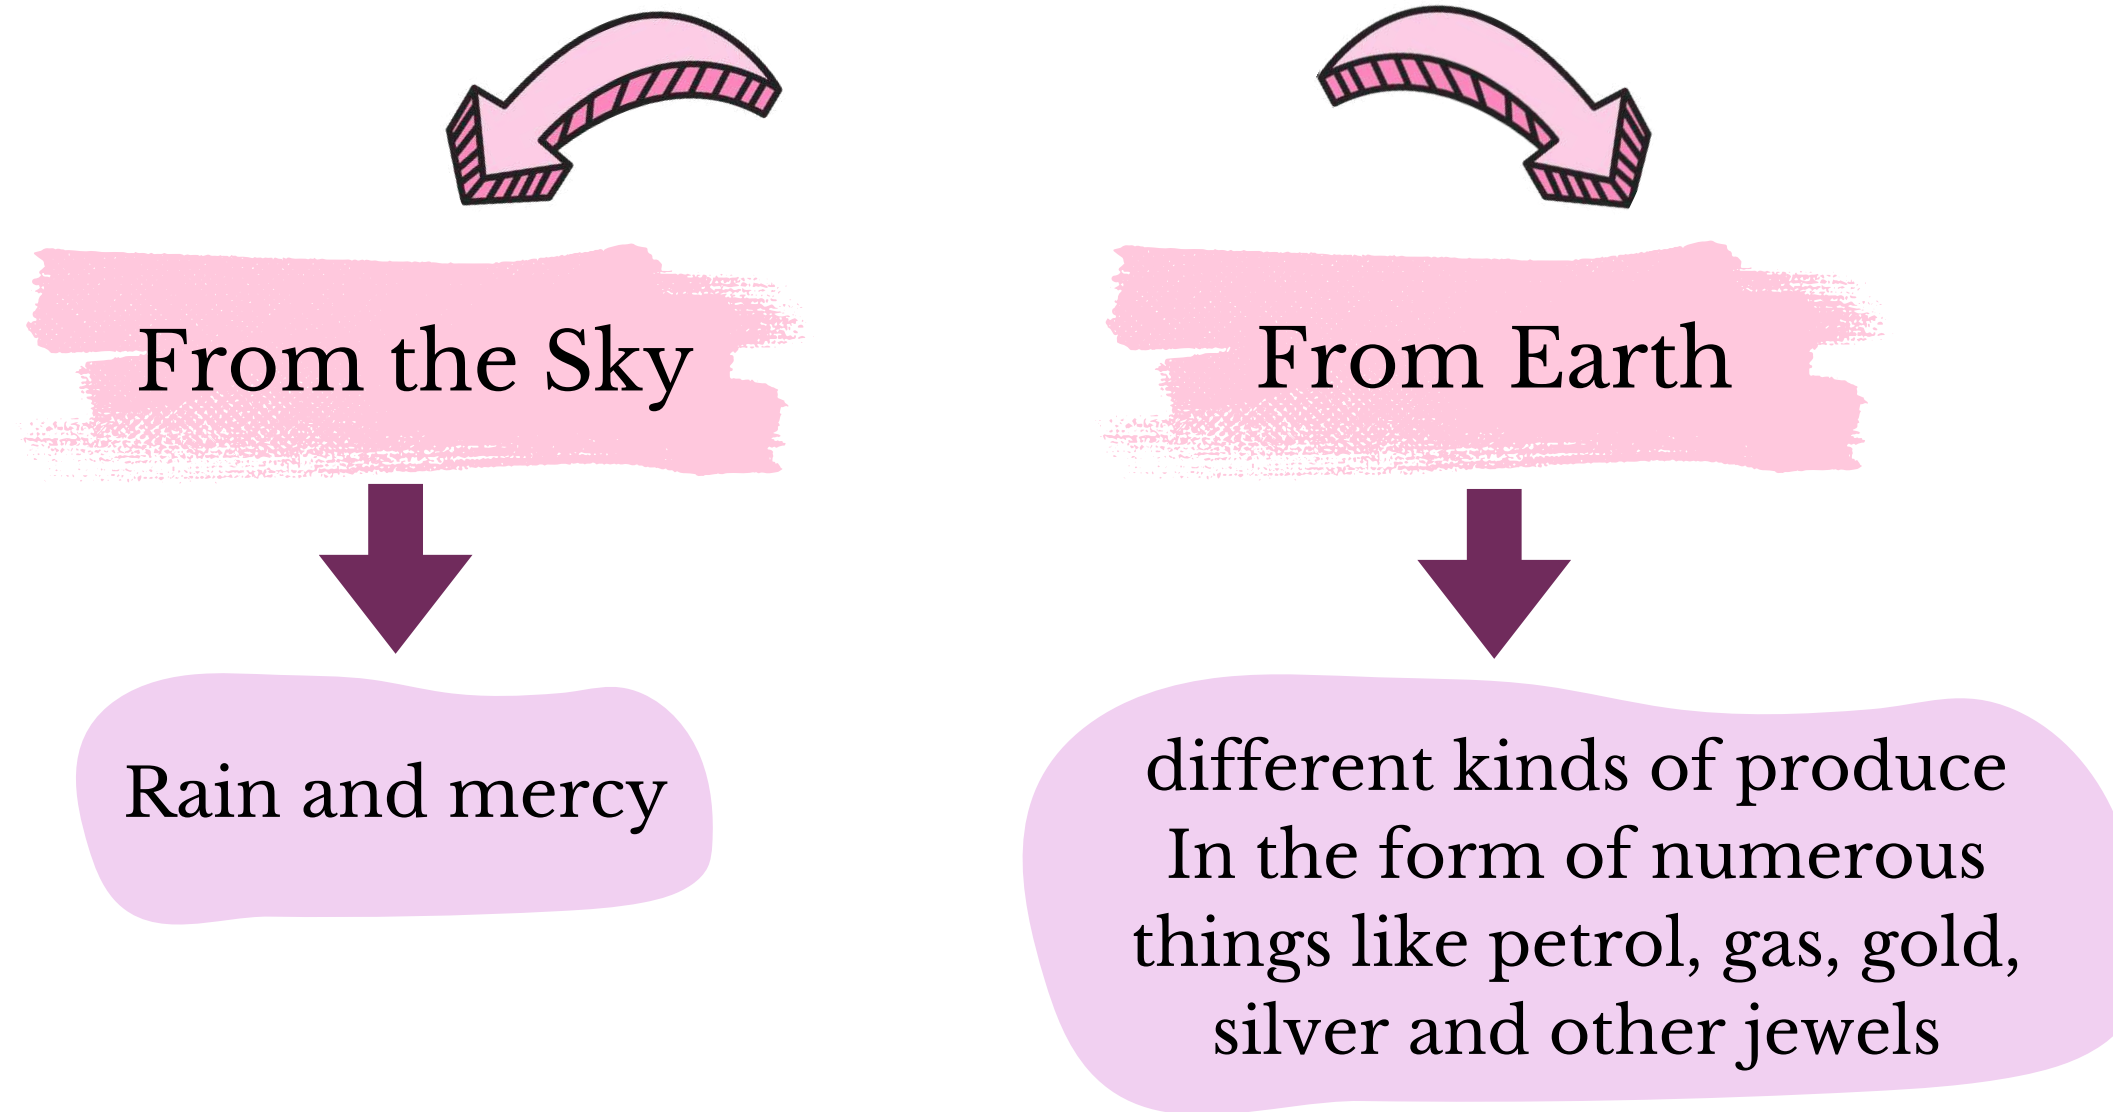 From the Sky
Rain and mercy
From Earth
different kinds of produce
In the form of numerous
things like petrol, gas, gold,
silver and other jewels